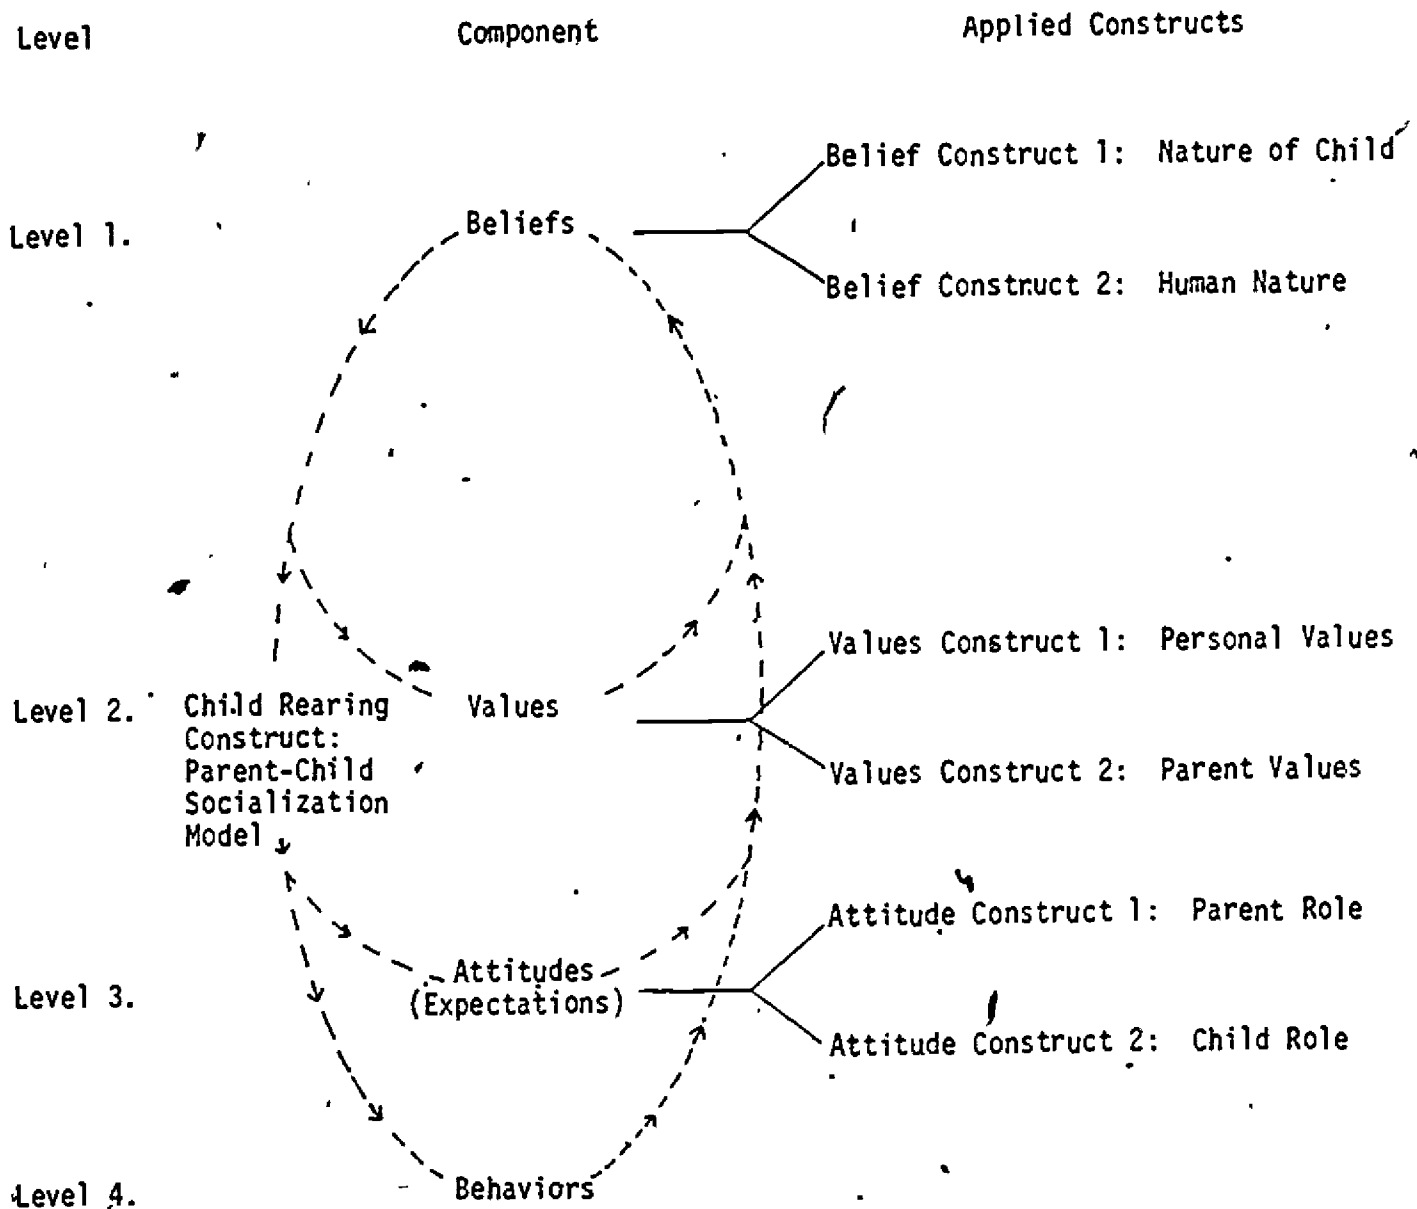 Level Component Applied Constructs
Belief Construct 1: Nature of Child
Level 1. Beliefs
Belief Construct 2: Human Nature
Values Construct 1: Personal Values
Level 2. Child Rearing Values
Construct:
Parent-Child
Socialization
Model
Values Construct 2: Parent Values
Attitude Construct 1: Parent Role
Attitudes
Level 3. (Expectations)
Attitude Construct 2: Child Role
Level 4. Behaviors